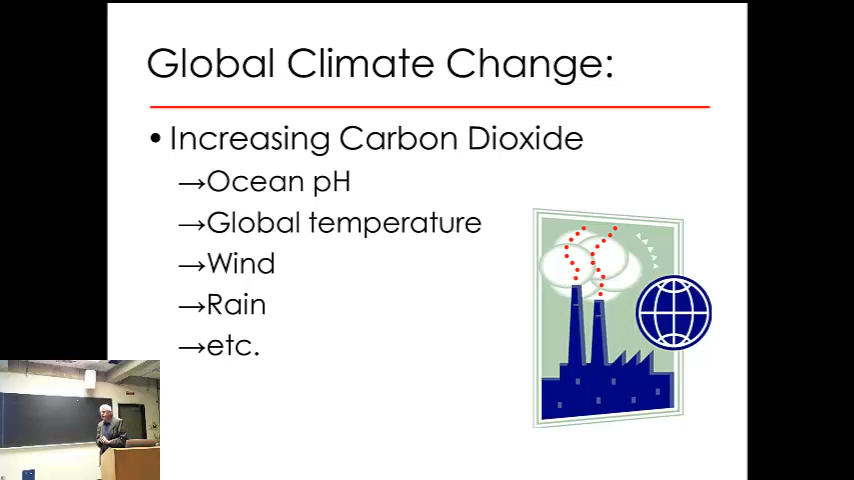 Global Climate Change:
• Increasing Carbon Dioxide
→Ocean pH
→Global temperature
→Wind
→Rain
→etc.